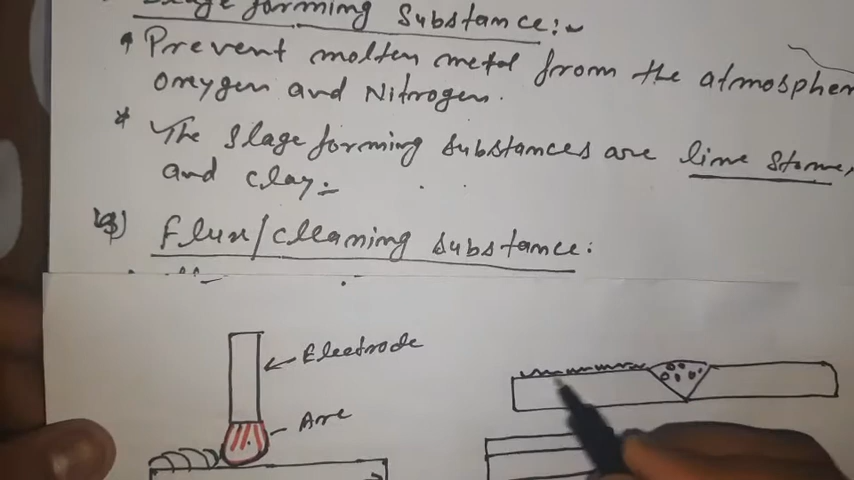 Slage forming Substance:~
* Prevent molten metal from the atmospher
oxygen and Nitrogen.
* The Slage forming substances are lime stone,
and clay.
Flux/cleaning substance:
Electrode
Arc